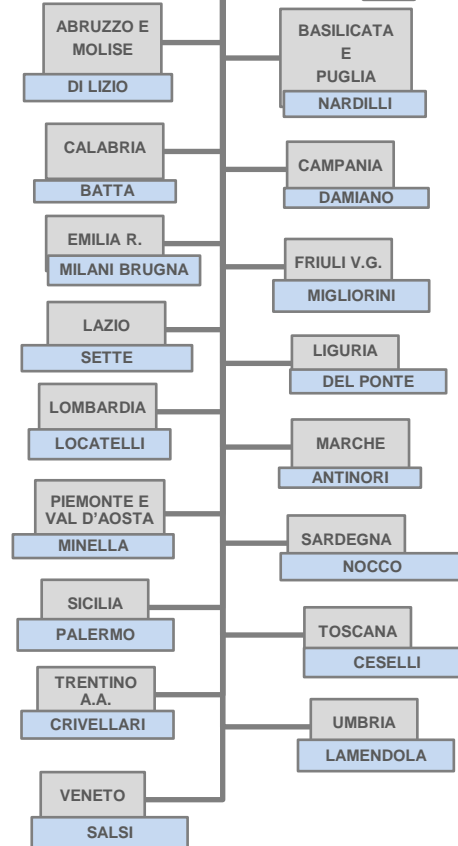 ABRUZZO E
MOLISE
DI LIZIO
BASILICATA
E
PUGLIA
NARDILLI
CALABRIA
BATTA
CAMPANIA
DAMIANO
EMILIA R.
MILANI BRUGNA
FRIULI V.G.
MIGLIORINI
LAZIO
SETTE
LIGURIA
DEL PONTE
LOMBARDIA
LOCATELLI
MARCHE
ANTINORI
PIEMONTE E
VAL D'AOSTA
MINELLA
SARDEGNA
NOCCO
SICILIA
PALERMO
TOSCANA
CESELLI
TRENTINO
A.A.
CRIVELLARI
UMBRIA
LAMENDOLA
VENETO
SALSI